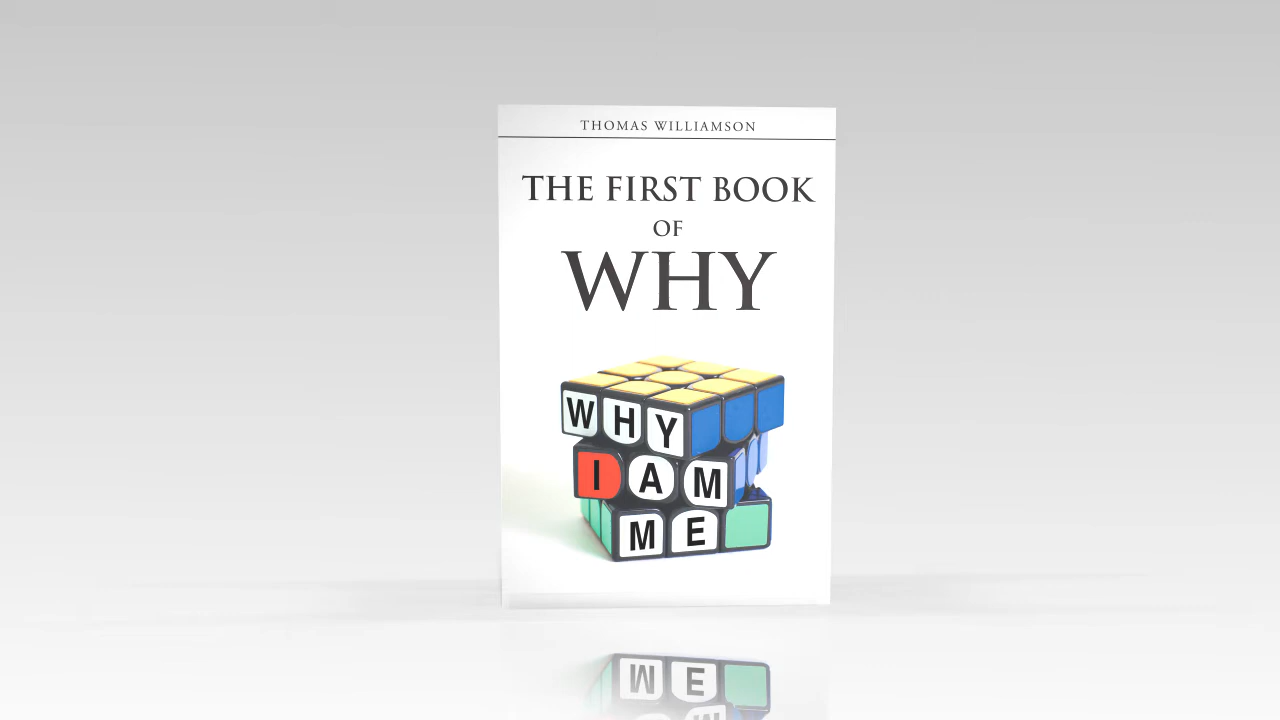 THOMAS WILLIAMSON
THE FIRST BOOK
OF
WHY
WHY
I AM
ME